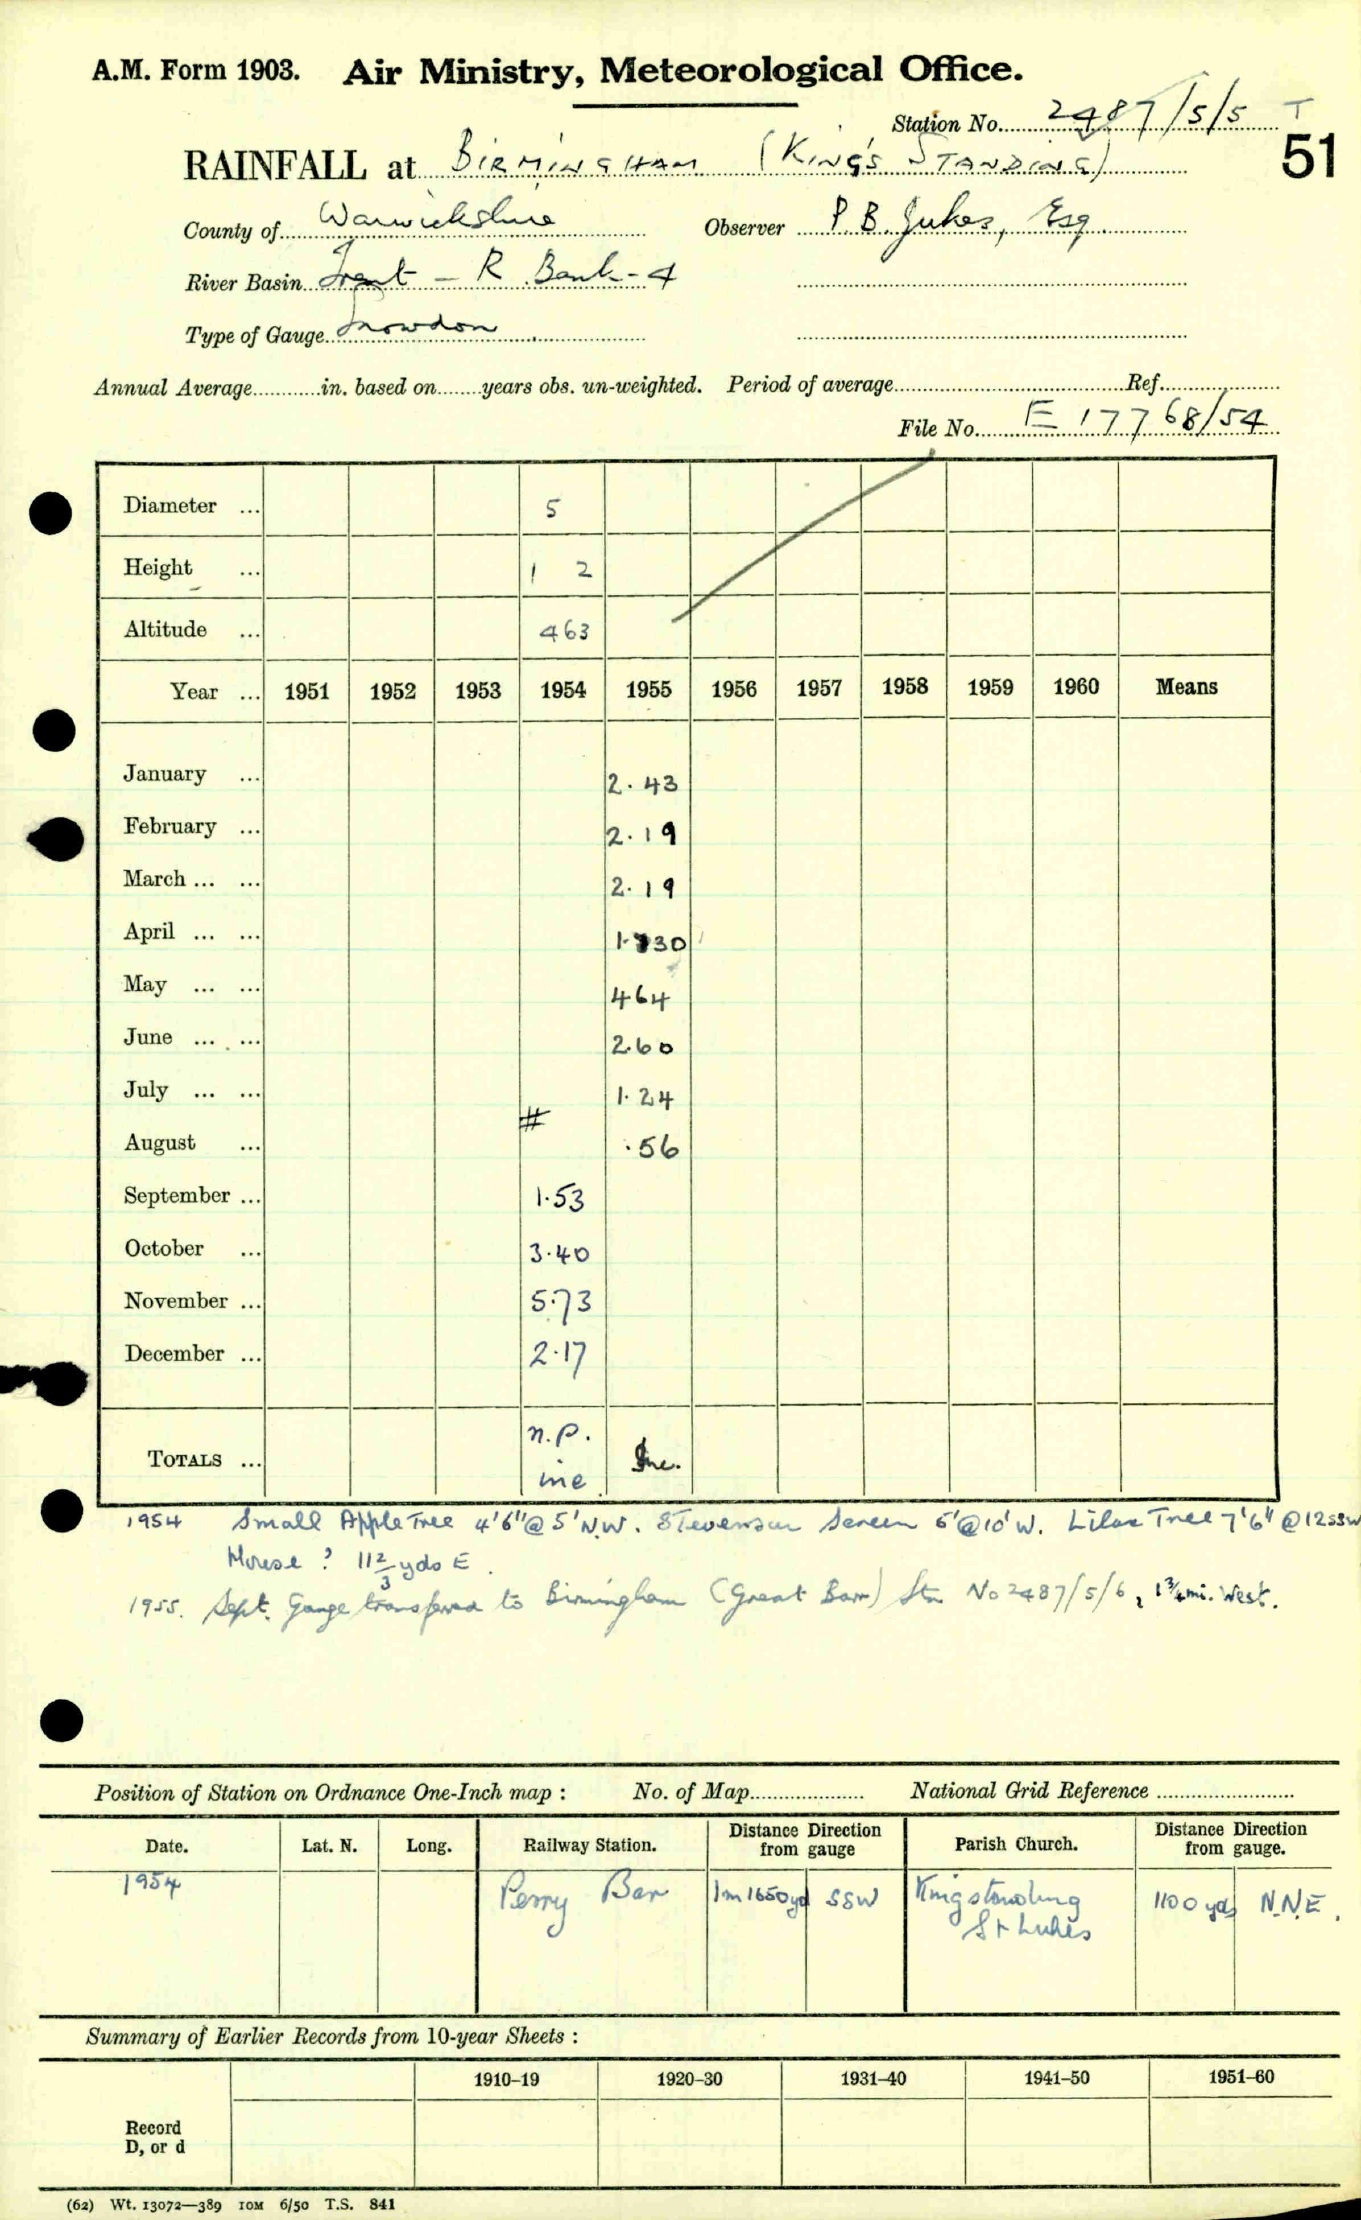 A.M. Form 1903. Air Ministry, Meteorological Office.
Station No. 2487/5/5 T
51
RAINFALL at BIRMINGHAM (KING'S STANDING)
County of Warwickshire Observer P. B. Jukes, Esq.
River Basin Trent – R. Bank - 4
Type of Gauge Snowdon
Annual Average............in. based on........years obs. un-weighted. Period of average.............Ref.............
File No. E 17768/54
Diameter ... 5
Height ... 1 2
Altitude ... 463
Year ... 1951 1952 1953 1954 1955 1956 1957 1958 1959 1960 Means
January ... 2.43
February ... 2.19
March ... ... 2.19
April ... ... 1.30
May ... ... 4.64
June ... ... 2.60
July ... ... 1.24
#
August ... .56
September ... 1.53
October ... 3.40
November ... 5.73
December ... 2.17
TOTALS ... n.p. inc Inc.
1954 Small Apple Tree 4'6" @ 5' N.W. Stevenson Screen 6' @ 10' W. Lilac Tree 7'6" @ 12 SSW
House ? 11 2/3 yds E.
1955. Sept. Gauge transferred to Birmingham (Great Barr) Stn No 2487/5/6, 1¾ mi. West.
Position of Station on Ordnance One-Inch map : No. of Map.................... National Grid Reference ........................
Date. Lat. N. Long. Railway Station. Distance Direction from gauge Parish Church. Distance Direction from gauge.
1954 Perry Bar 1m 1650yd SSW Kingstanding St Lukes 1100 yds N.N.E.
Summary of Earlier Records from 10-year Sheets :
1910–19 1920–30 1931–40 1941–50 1951–60
Record
D, or d
(62) Wt. 13072—389 10M 6/50 T.S. 841